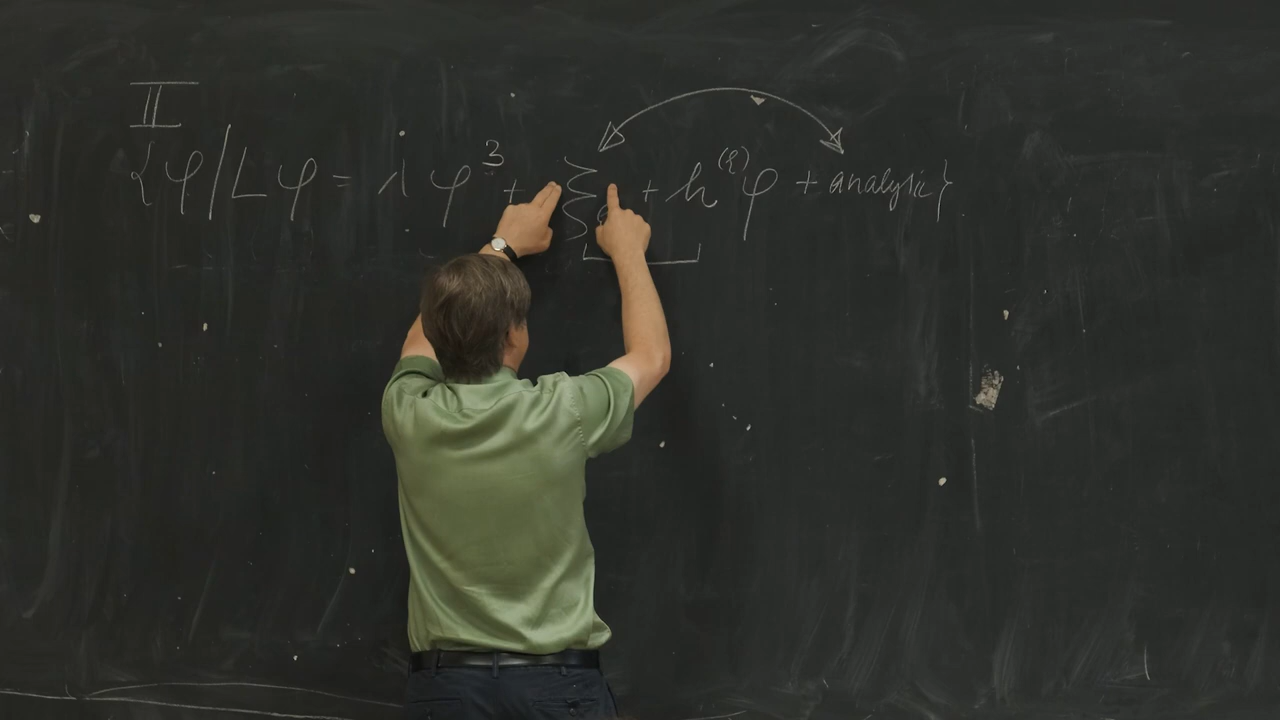 II
{φ/Lφ = λφ³ + ξ + h^(ε)φ + analytic}